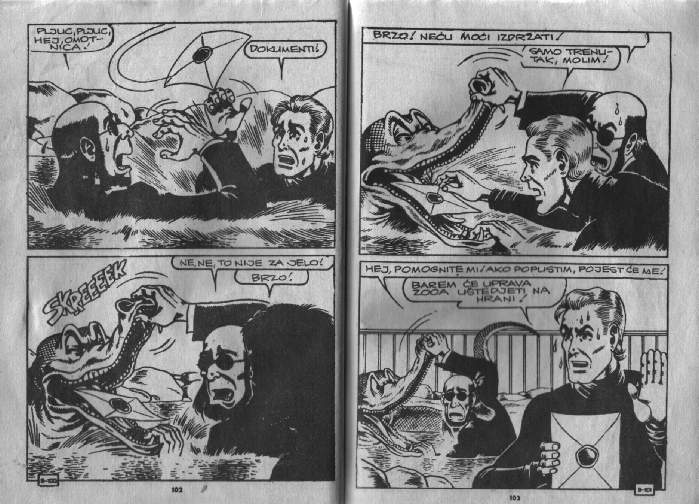 PLJUC, PLJUC,
HEJ, OMOT-
NICA!
DOKUMENTI!
SKREEEEK
NE, NE, TO NIJE ZA JELO!
BRZO!
102
BRZO! NEĆU MOĆI IZDRŽATI!
SAMO TRENU-
TAK, MOLIM!
HEJ, POMOGNITE MI! AKO POPUSTIM, POJEST ĆE ME!
BAREM ĆE UPRAVA
ZOOA UŠTEDJETI NA
HRANI!
103